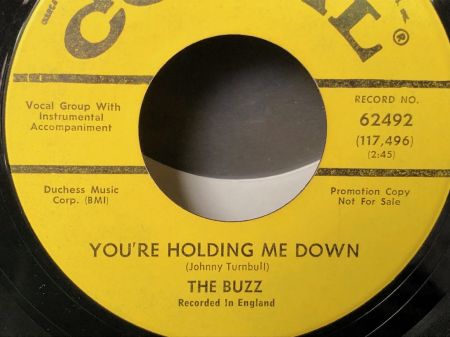 Vocal Group With
Instrumental
Accompaniment
RECORD NO.
62492
(117,496)
(2:45)
Duchess Music
Corp. (BMI)
Promotion Copy
Not For Sale
YOU'RE HOLDING ME DOWN
(Johnny Turnbull)
THE BUZZ
Recorded In England